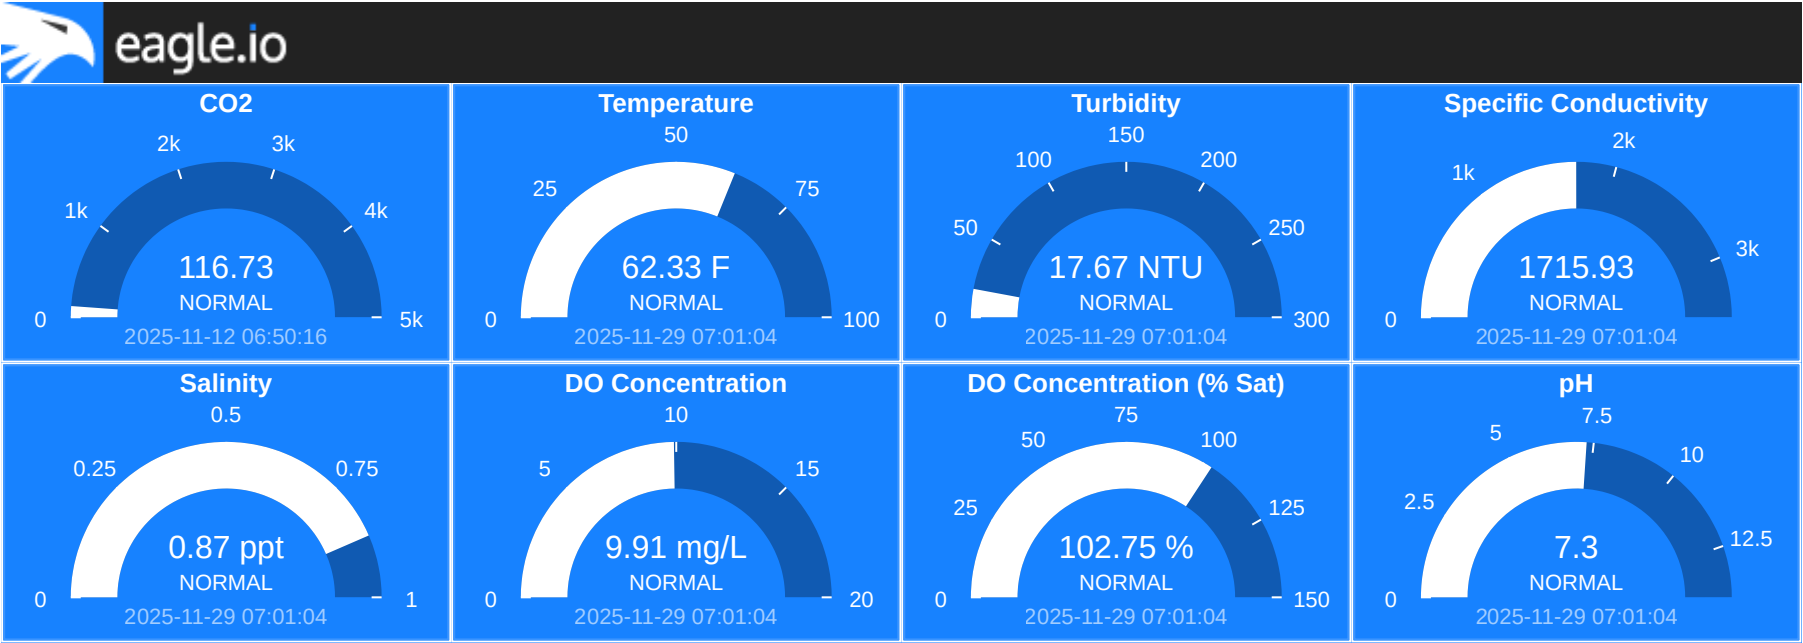 eagle.io
CO2
2k 3k
1k 4k
116.73
NORMAL
0 5k
2025-11-12 06:50:16
Temperature
50
25 75
62.33 F
NORMAL
0 100
2025-11-29 07:01:04
Turbidity
150
100 200
50 250
17.67 NTU
NORMAL
0 300
2025-11-29 07:01:04
Specific Conductivity
2k
1k
3k
1715.93
NORMAL
0
2025-11-29 07:01:04
Salinity
0.5
0.25 0.75
0.87 ppt
NORMAL
0 1
2025-11-29 07:01:04
DO Concentration
10
5 15
9.91 mg/L
NORMAL
0 20
2025-11-29 07:01:04
DO Concentration (% Sat)
75
50 100
25 125
102.75 %
NORMAL
0 150
2025-11-29 07:01:04
pH
7.5
5
10
2.5
12.5
7.3
NORMAL
0
2025-11-29 07:01:04